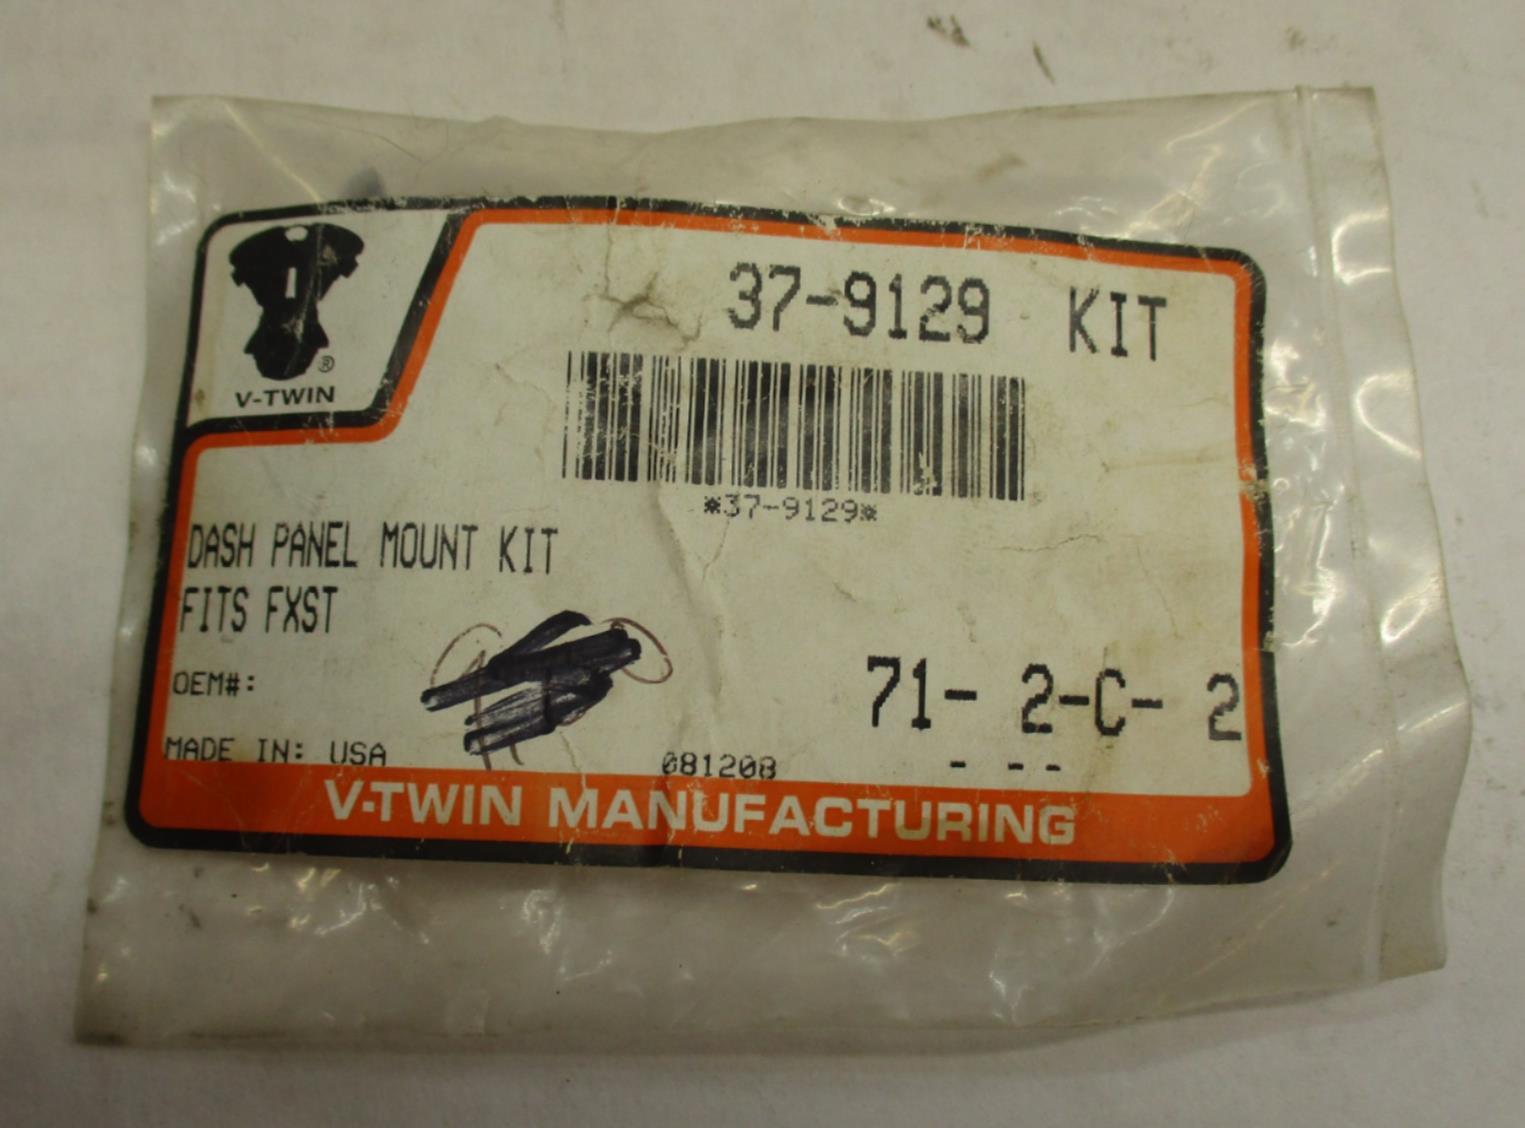 37-9129 KIT
®
V-TWIN
*37-9129*
DASH PANEL MOUNT KIT
FITS FXST
OEM#:
71- 2-C- 2
MADE IN: USA
081208
- --
V-TWIN MANUFACTURING